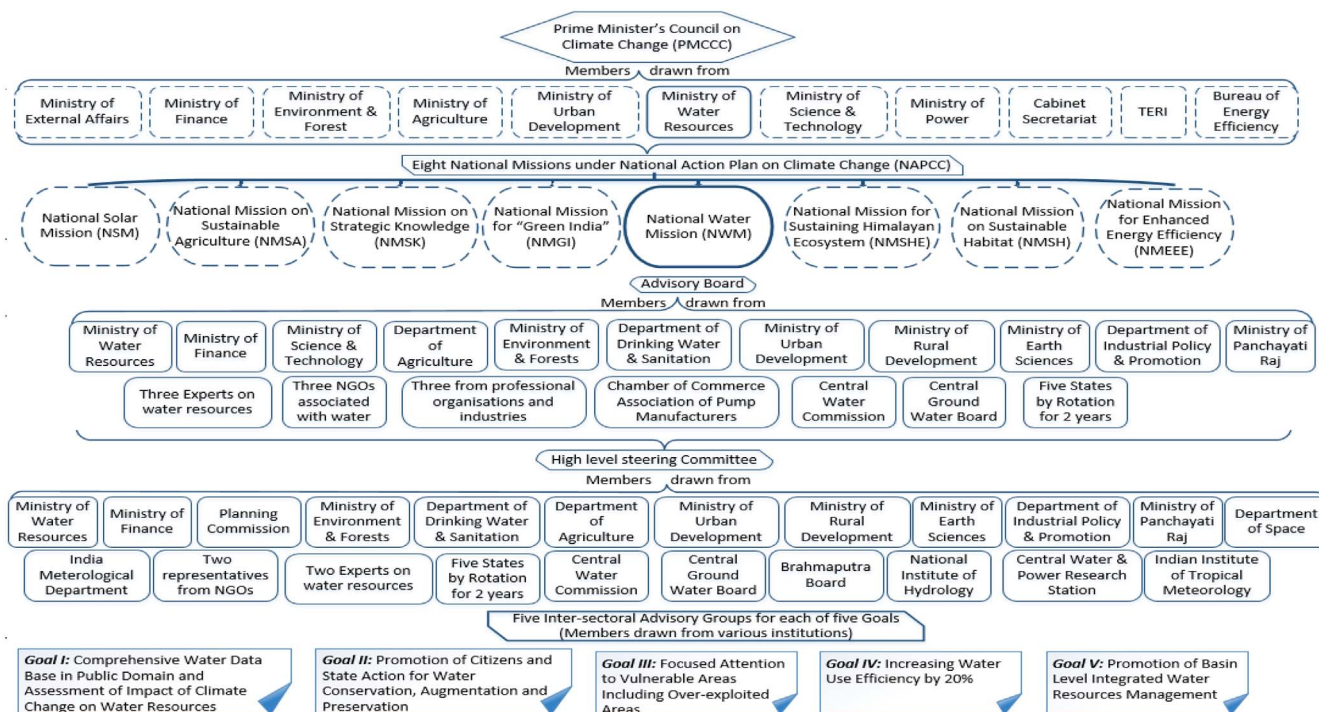 Prime Minister's Council on
Climate Change (PMCCC)
Members drawn from
Ministry of
External Affairs
Ministry of
Finance
Ministry of
Environment &
Forest
Ministry of
Agriculture
Ministry of
Urban
Development
Ministry of
Water
Resources
Ministry of
Science &
Technology
Ministry of
Power
Cabinet
Secretariat
TERI
Bureau of
Energy
Efficiency
Eight National Missions under National Action Plan on Climate Change (NAPCC)
National Solar
Mission (NSM)
National Mission on
Sustainable
Agriculture (NMSA)
National Mission on
Strategic Knowledge
(NMSK)
National Mission
for "Green India"
(NMGI)
National Water
Mission (NWM)
National Mission for
Sustaining Himalayan
Ecosystem (NMSHE)
National Mission
on Sustainable
Habitat (NMSH)
National Mission
for Enhanced
Energy Efficiency
(NMEEE)
Advisory Board
Members drawn from
Ministry of
Water
Resources
Ministry of
Finance
Ministry of
Science &
Technology
Department
of
Agriculture
Ministry of
Environment
& Forests
Department of
Drinking Water
& Sanitation
Ministry of
Urban
Development
Ministry of
Rural
Development
Ministry of
Earth
Sciences
Department of
Industrial Policy
& Promotion
Ministry of
Panchayati
Raj
Three Experts on
water resources
Three NGOs
associated
with water
Three from professional
organisations and
industries
Chamber of Commerce
Association of Pump
Manufacturers
Central
Water
Commission
Central
Ground
Water Board
Five States
by Rotation
for 2 years
High level steering Committee
Members drawn from
Ministry of
Water
Resources
Ministry of
Finance
Planning
Commission
Ministry of
Environment
& Forests
Department of
Drinking Water
& Sanitation
Department
of
Agriculture
Ministry of
Urban
Development
Ministry of
Rural
Development
Ministry of
Earth
Sciences
Department of
Industrial Policy
& Promotion
Ministry of
Panchayati
Raj
Department
of Space
India
Meterological
Department
Two
representatives
from NGOs
Two Experts on
water resources
Five States
by Rotation
for 2 years
Central
Water
Commission
Central
Ground
Water Board
Brahmaputra
Board
National
Institute of
Hydrology
Central Water &
Power Research
Station
Indian Institute
of Tropical
Meteorology
Five Inter-sectoral Advisory Groups for each of five Goals
(Members drawn from various institutions)
Goal I: Comprehensive Water Data
Base in Public Domain and
Assessment of Impact of Climate
Change on Water Resources
Goal II: Promotion of Citizens and
State Action for Water
Conservation, Augmentation and
Preservation
Goal III: Focused Attention
to Vulnerable Areas
Including Over-exploited
Areas
Goal IV: Increasing Water
Use Efficiency by 20%
Goal V: Promotion of Basin
Level Integrated Water
Resources Management